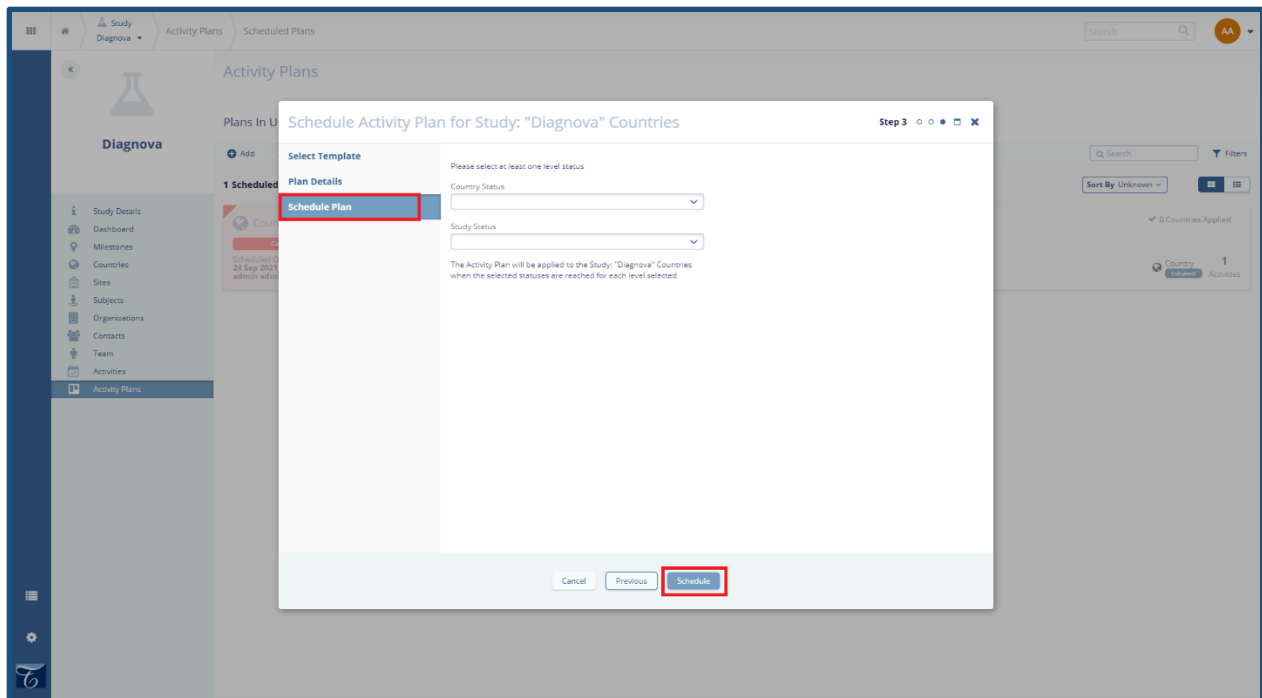 Study
Diagnova
Activity Plans
Scheduled Plans
Search
AA
Activity Plans
Diagnova
Plans In U
Add
Search
Filters
1 Scheduled
Sort By Unknown
Study Details
Dashboard
Milestones
Countries
Sites
Subjects
Organizations
Contacts
Team
Activities
Activity Plans
Coun
Ca
Scheduled O
24 Sep 2021
admin adm
0 Countries Applied
Country
Initiated
1
Activities
Schedule Activity Plan for Study: "Diagnova" Countries
Step 3
Select Template
Plan Details
Schedule Plan
Please select at least one level status
Country Status
Study Status
The Activity Plan will be applied to the Study: "Diagnova" Countries
when the selected statuses are reached for each level selected
Cancel
Previous
Schedule